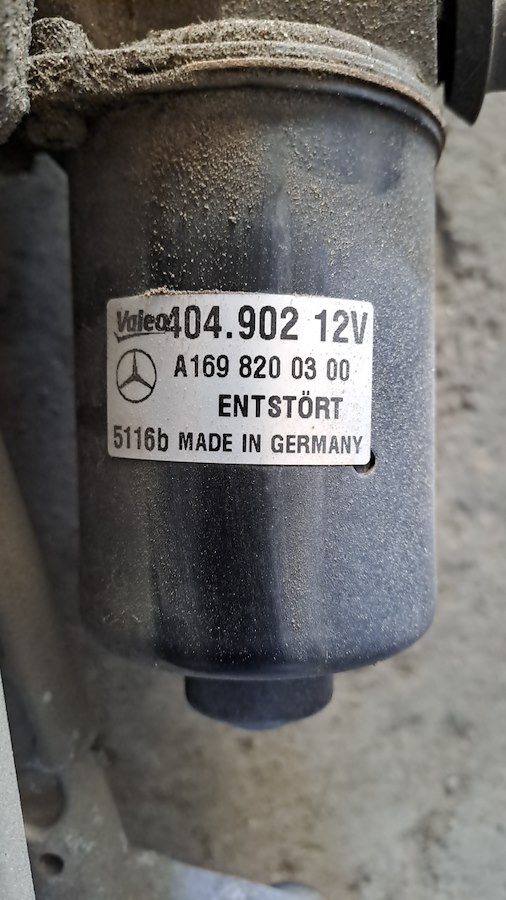 Valeo 404.902 12V
A169 820 03 00
ENTSTÖRT
5116b MADE IN GERMANY